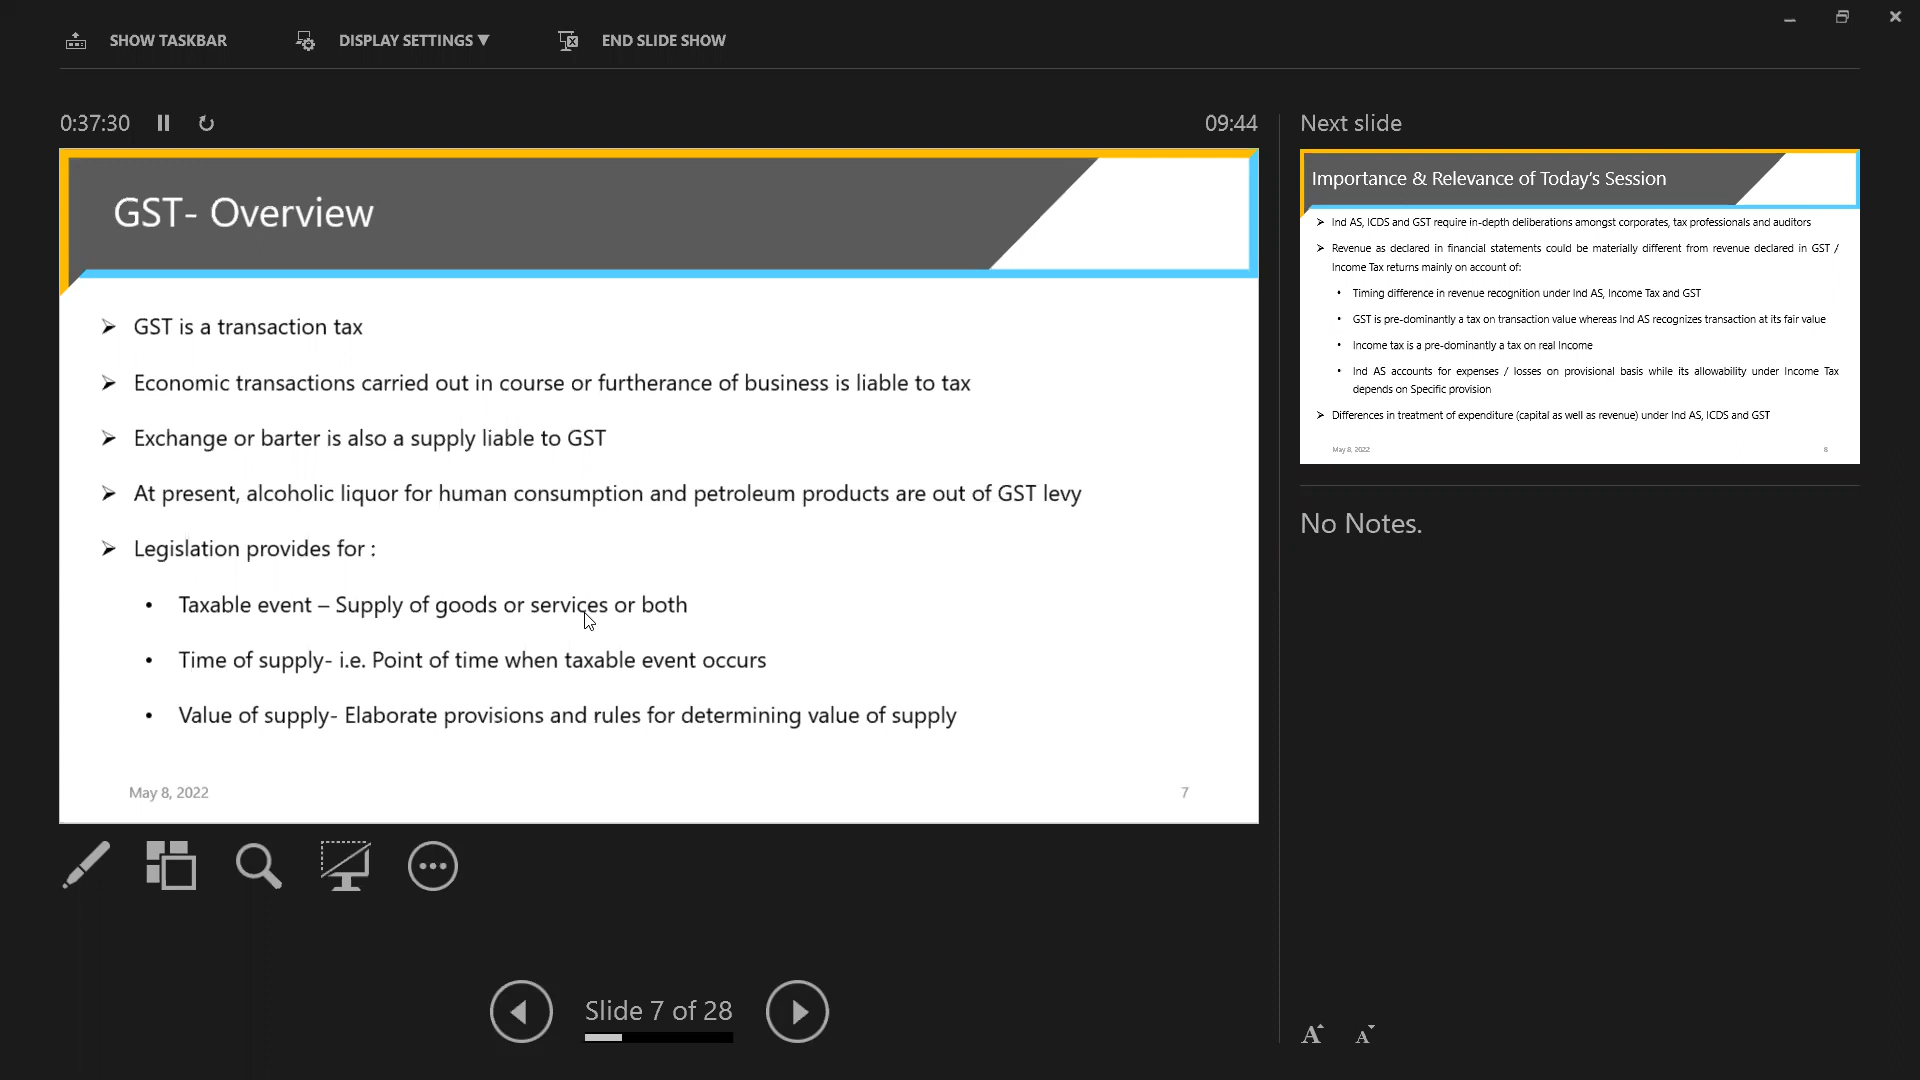 SHOW TASKBAR
DISPLAY SETTINGS ▼
END SLIDE SHOW
0:37:30
09:44
Next slide
GST- Overview
➢ GST is a transaction tax
➢ Economic transactions carried out in course or furtherance of business is liable to tax
➢ Exchange or barter is also a supply liable to GST
➢ At present, alcoholic liquor for human consumption and petroleum products are out of GST levy
➢ Legislation provides for :
• Taxable event – Supply of goods or services or both
• Time of supply- i.e. Point of time when taxable event occurs
• Value of supply- Elaborate provisions and rules for determining value of supply
May 8, 2022
7
Importance & Relevance of Today's Session
➢ Ind AS, ICDS and GST require in-depth deliberations amongst corporates, tax professionals and auditors
➢ Revenue as declared in financial statements could be materially different from revenue declared in GST /
Income Tax returns mainly on account of:
• Timing difference in revenue recognition under Ind AS, Income Tax and GST
• GST is pre-dominantly a tax on transaction value whereas Ind AS recognizes transaction at its fair value
• Income tax is a pre-dominantly a tax on real Income
• Ind AS accounts for expenses / losses on provisional basis while its allowability under Income Tax
depends on Specific provision
➢ Differences in treatment of expenditure (capital as well as revenue) under Ind AS, ICDS and GST
May 8, 2022
8
No Notes.
Slide 7 of 28
A
A